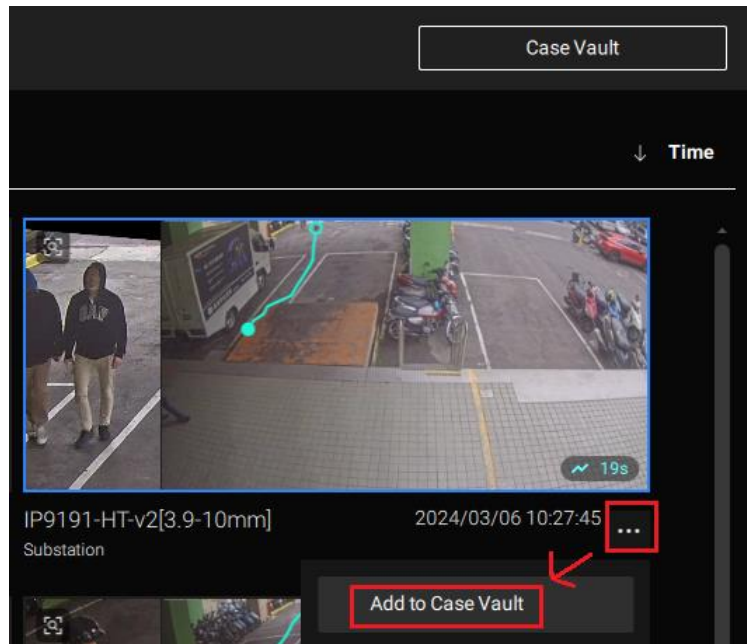 Case Vault
↓ Time
GAP
19s
IP9191-HT-v2[3.9-10mm]
2024/03/06 10:27:45 ...
Substation
Add to Case Vault